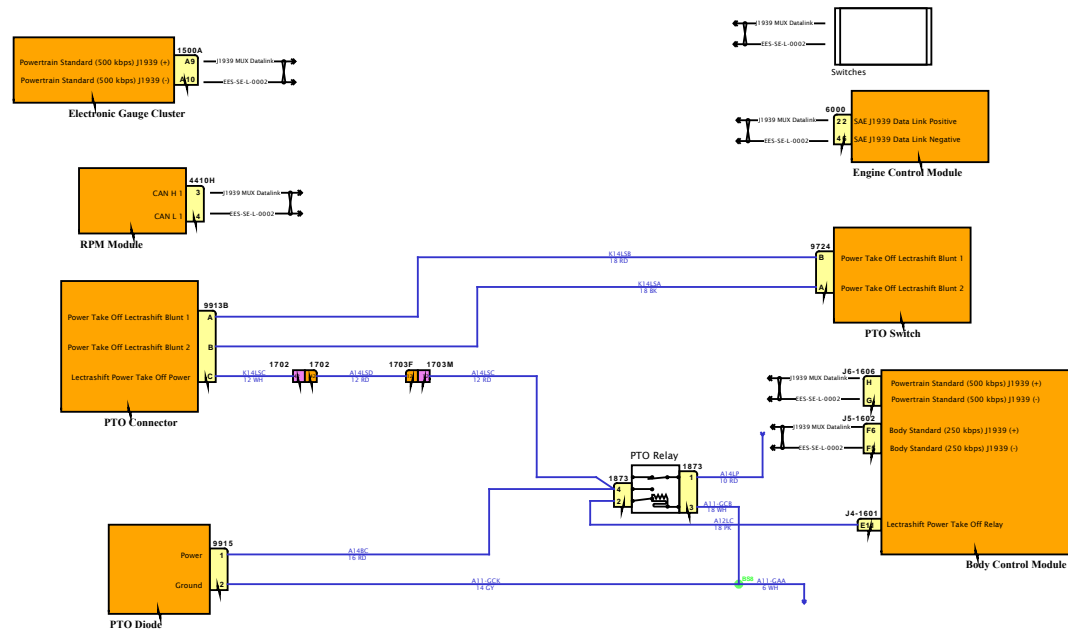 1500A
Powertrain Standard (500 kbps) J1939 (+)
A9
J1939 MUX Datalink
Powertrain Standard (500 kbps) J1939 (-)
A10
EES-SE-L-0002
Electronic Gauge Cluster
J1939 MUX Datalink
EES-SE-L-0002
Switches
6000
J1939 MUX Datalink
22
SAE J1939 Data Link Positive
EES-SE-L-0002
SAE J1939 Data Link Negative
Engine Control Module
4410H
CAN H 1
3
J1939 MUX Datalink
CAN L 1
4
EES-SE-L-0002
RPM Module
9724
K14LSB
18 RD
B
Power Take Off Lectrashift Blunt 1
K14LSA
18 BK
A
Power Take Off Lectrashift Blunt 2
PTO Switch
9913B
Power Take Off Lectrashift Blunt 1
A
Power Take Off Lectrashift Blunt 2
B
Lectrashift Power Take Off Power
C
K14LSC
12 WH
1702
1702
A14LSD
12 RD
1703F
1703M
A14LSC
12 RD
PTO Connector
J6-1606
J1939 MUX Datalink
H
Powertrain Standard (500 kbps) J1939 (+)
EES-SE-L-0002
G
Powertrain Standard (500 kbps) J1939 (-)
J5-1602
J1939 MUX Datalink
F6
Body Standard (250 kbps) J1939 (+)
EES-SE-L-0002
Body Standard (250 kbps) J1939 (-)
PTO Relay
1873
1873
4
2
1
3
A14LP
10 RD
A11-GCB
18 WH
A12LC
18 PK
J4-1601
Lectrashift Power Take Off Relay
Body Control Module
9915
Power
1
A14BC
16 RD
Ground
2
A11-GCK
14 GY
838
A11-GAA
6 WH
PTO Diode